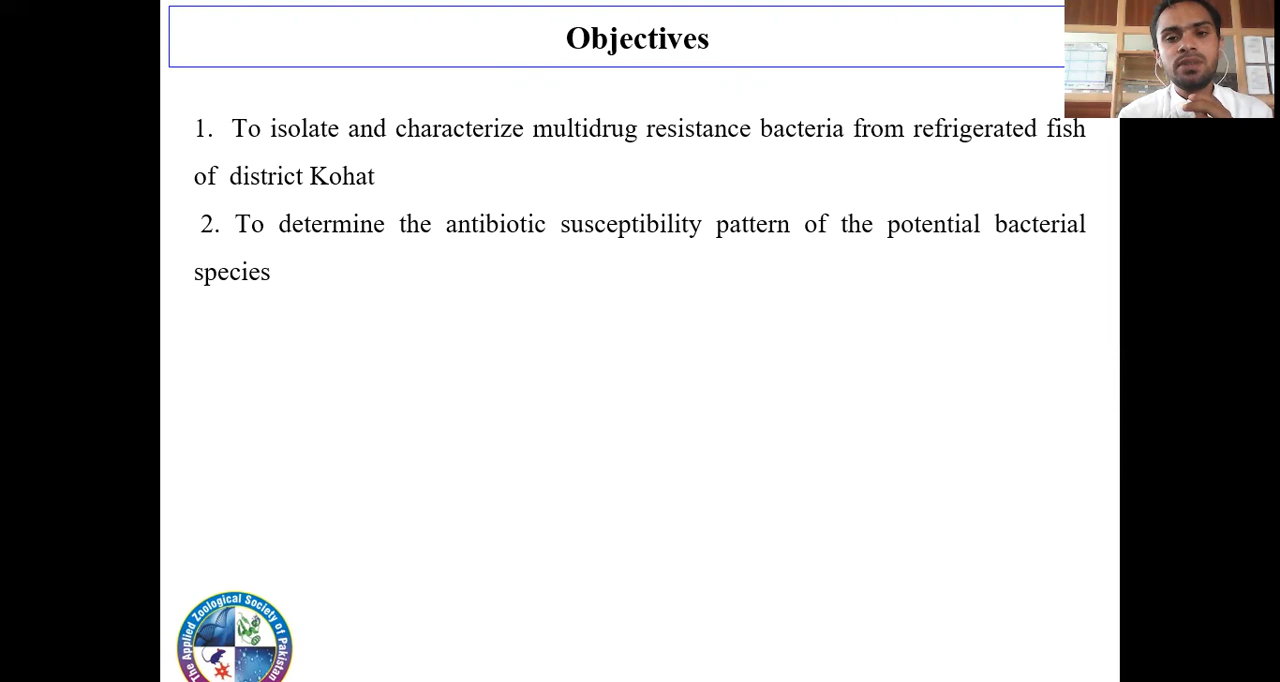 Objectives
1. To isolate and characterize multidrug resistance bacteria from refrigerated fish
of district Kohat
2. To determine the antibiotic susceptibility pattern of the potential bacterial
species
The Applied Zoological Society of Pakistan